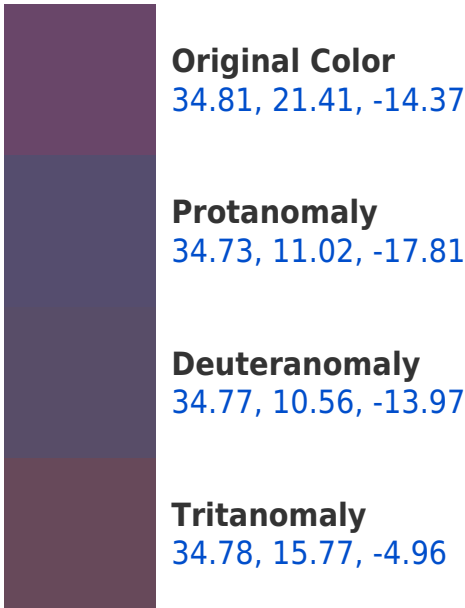 Original Color
34.81, 21.41, -14.37
Protanomaly
34.73, 11.02, -17.81
Deuteranomaly
34.77, 10.56, -13.97
Tritanomaly
34.78, 15.77, -4.96